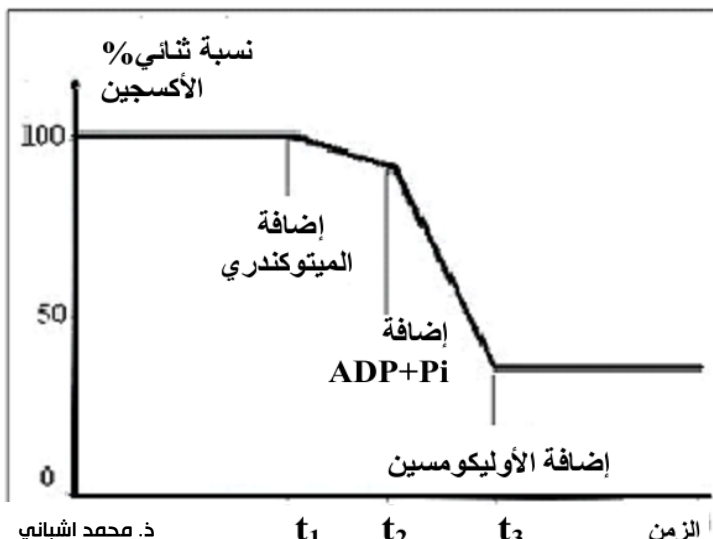 نسبة ثنائي%
الأكسجين
100
إضافة
الميتوكندري
50
إضافة
ADP+Pi
إضافة الأوليكومسين
0
ذ. محمد اشباني
t₁
t₂
t₃
الزمن